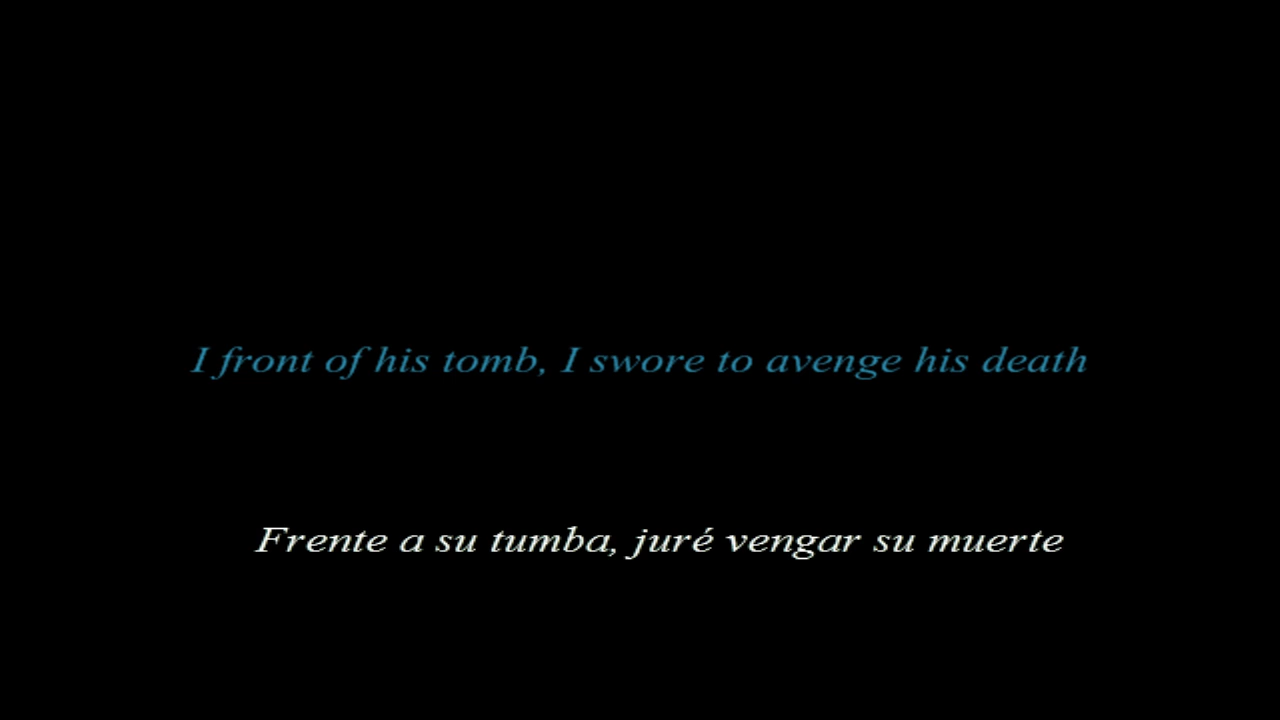 I front of his tomb, I swore to avenge his death
Frente a su tumba, juré vengar su muerte